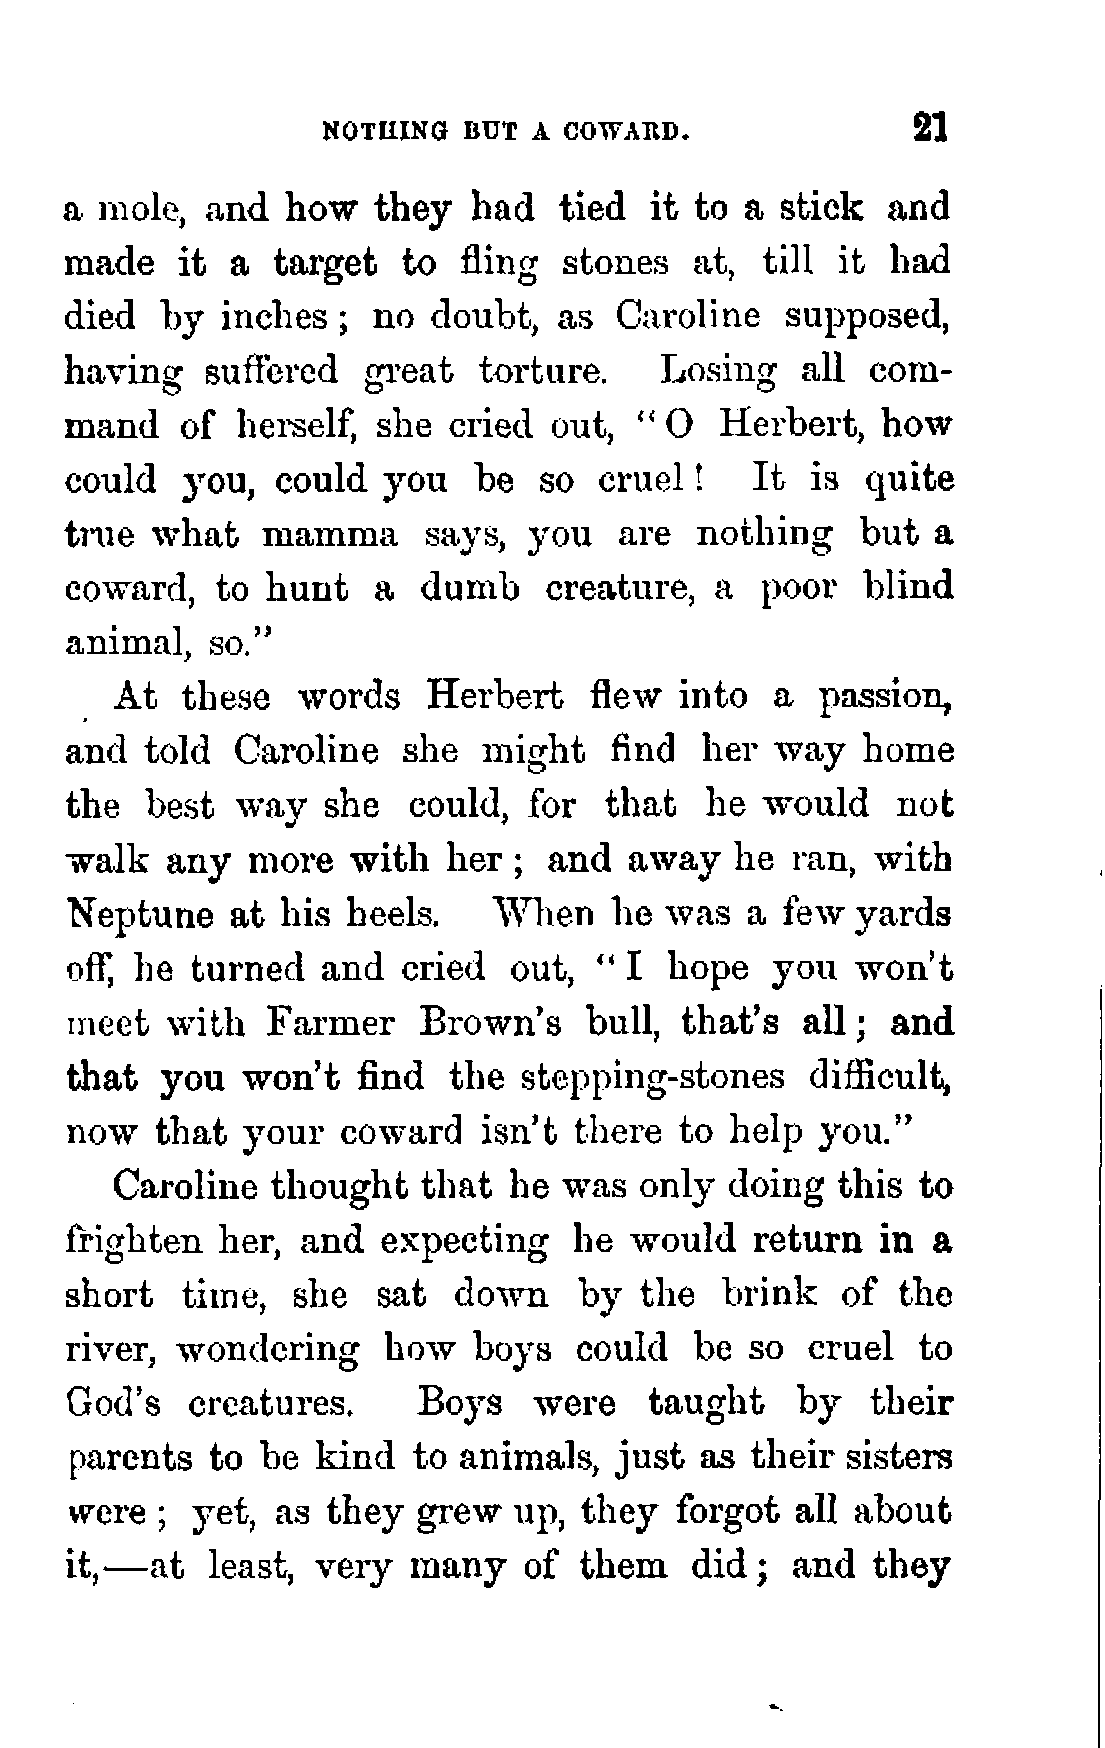 NOTHING BUT A COWARD. 21
a mole, and how they had tied it to a stick and
made it a target to fling stones at, till it had
died by inches ; no doubt, as Caroline supposed,
having suffered great torture. Losing all com-
mand of herself, she cried out, “ O Herbert, how
could you, could you be so cruel ! It is quite
true what mamma says, you are nothing but a
coward, to hunt a dumb creature, a poor blind
animal, so.”
At these words Herbert flew into a passion,
and told Caroline she might find her way home
the best way she could, for that he would not
walk any more with her ; and away he ran, with
Neptune at his heels. When he was a few yards
off, he turned and cried out, “ I hope you won’t
meet with Farmer Brown’s bull, that’s all ; and
that you won’t find the stepping-stones difficult,
now that your coward isn’t there to help you.”
Caroline thought that he was only doing this to
frighten her, and expecting he would return in a
short time, she sat down by the brink of the
river, wondering how boys could be so cruel to
God’s creatures. Boys were taught by their
parents to be kind to animals, just as their sisters
were ; yet, as they grew up, they forgot all about
it,—at least, very many of them did ; and they